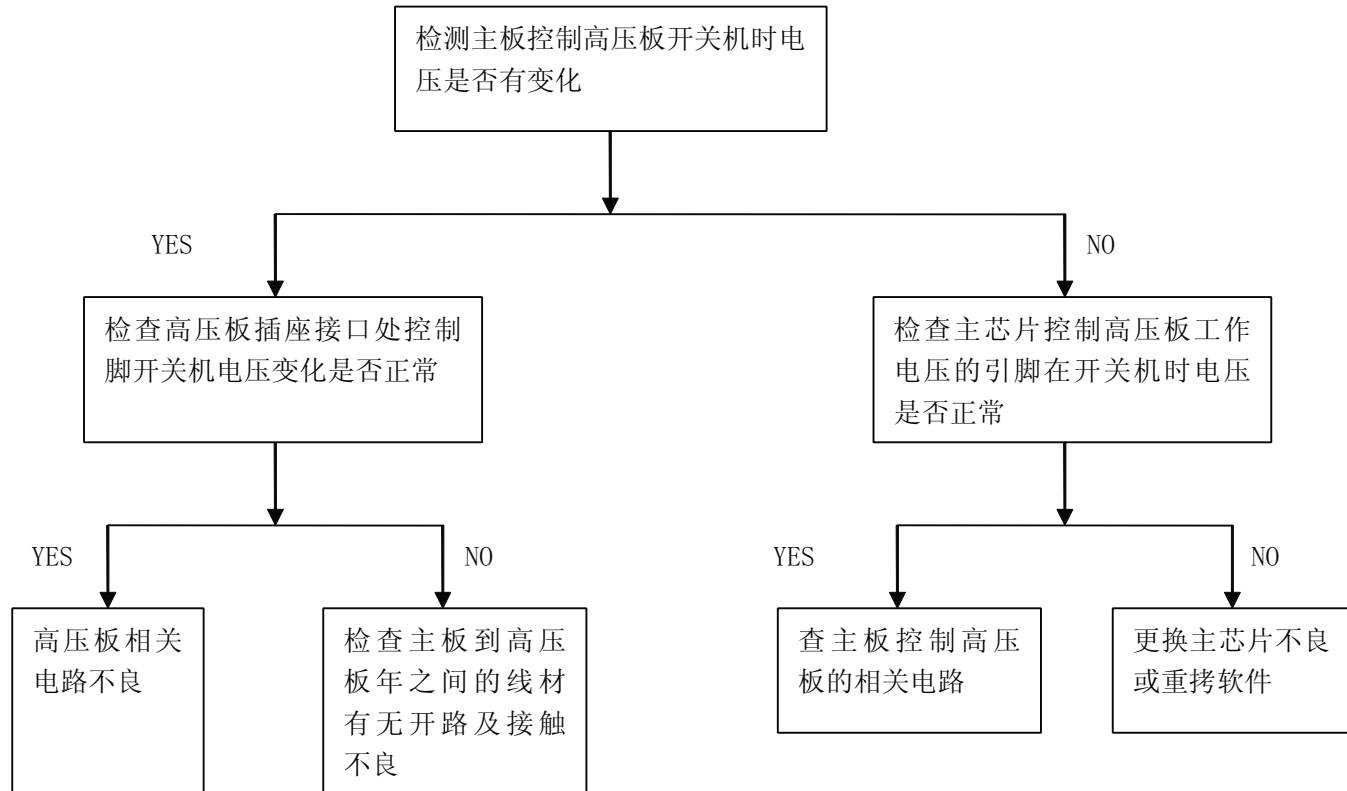 检测主板控制高压板开关机时电
压是否有变化
YES
NO
检查高压板插座接口处控制
脚开关机电压变化是否正常
检查主芯片控制高压板工作
电压的引脚在开关机时电压
是否正常
YES
NO
YES
NO
高压板相关
电路不良
检查主板到高压
板年之间的线材
有无开路及接触
不良
查主板控制高压
板的相关电路
更换主芯片不良
或重拷软件